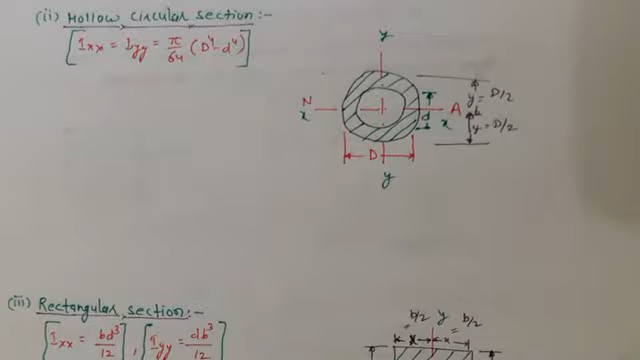 (ii) Hollow circular section:-
[Ixx = Iyy = π/64 (D⁴-d⁴)]
y
N
x
A
x
d
y = D/2
y = D/2
D
y
(iii) Rectangular section:-
[Ixx = bd³/12], [Iyy = db³/12]
b/2 y b/2
= =
x x